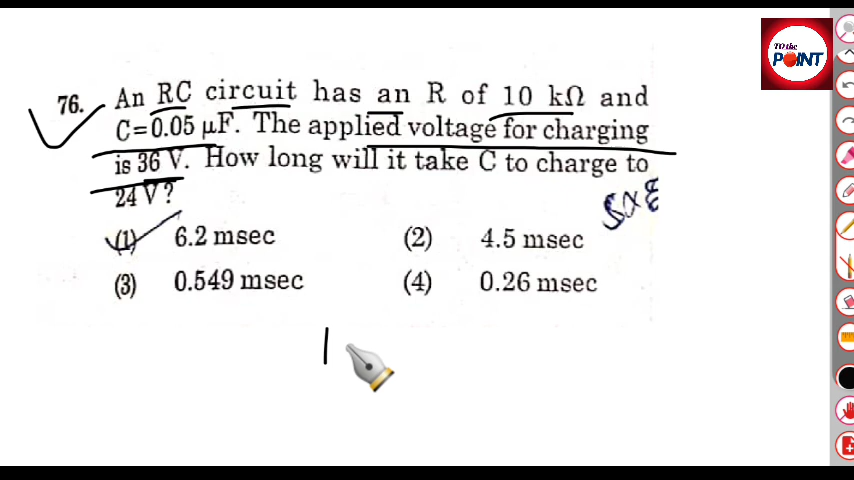 TO the
POINT
76. An RC circuit has an R of 10 kΩ and
C=0.05 μF. The applied voltage for charging
is 36 V. How long will it take C to charge to
24 V?
(1) 6.2 msec (2) 4.5 msec
(3) 0.549 msec (4) 0.26 msec